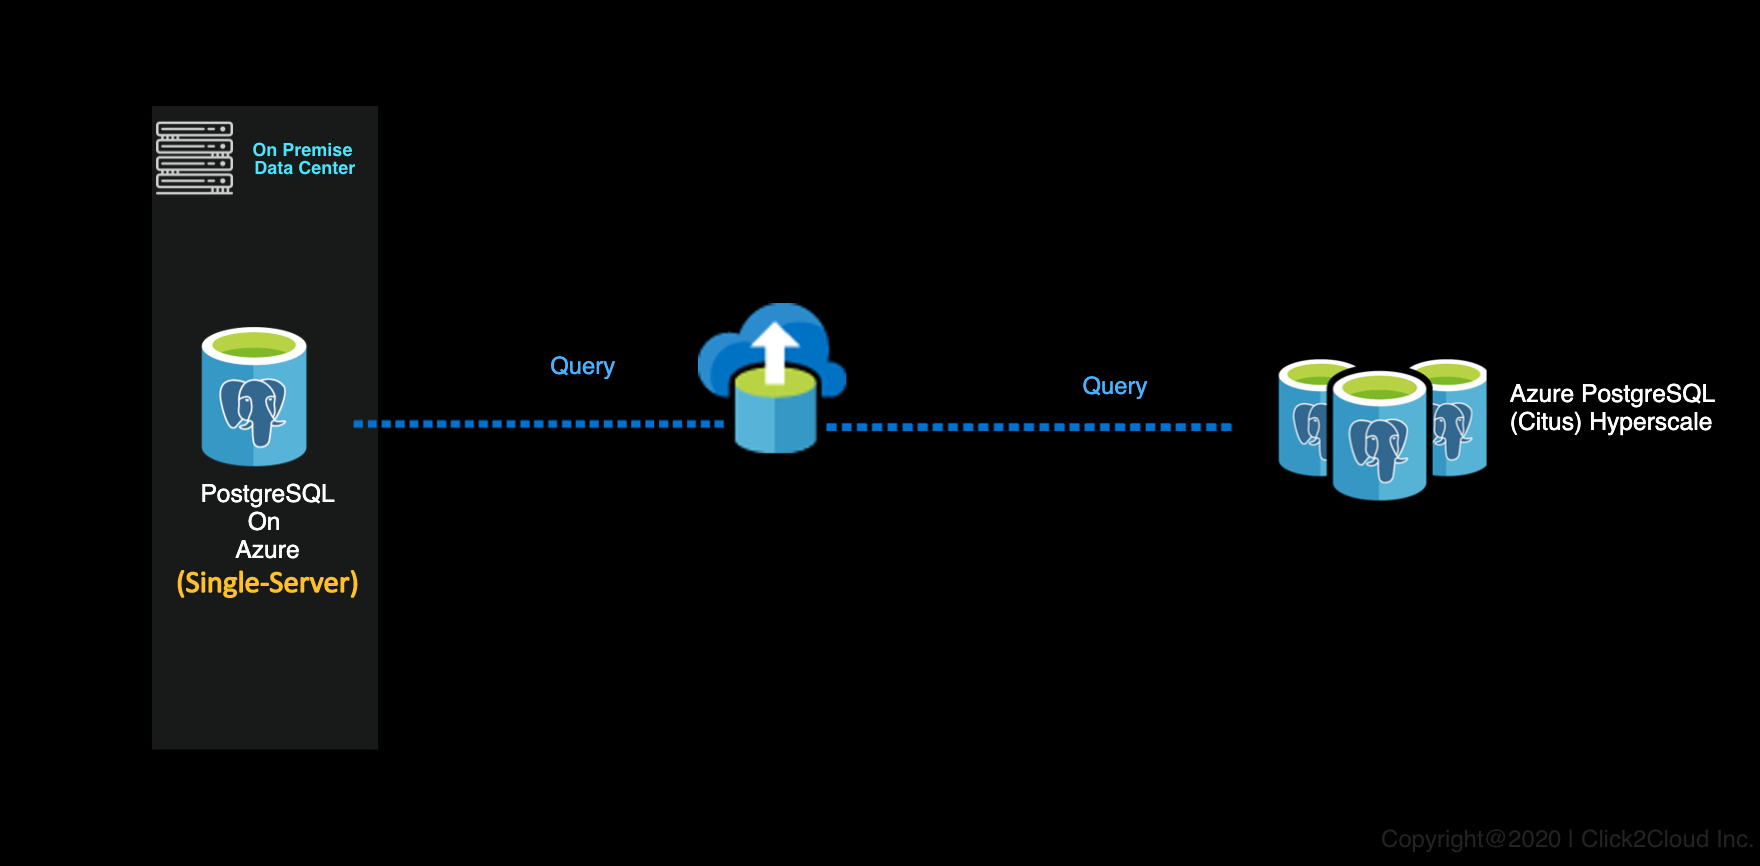 On Premise
Data Center
Query
Query
Azure PostgreSQL
(Citus) Hyperscale
PostgreSQL
On
Azure
(Single-Server)
Copyright@2020 | Click2Cloud Inc.